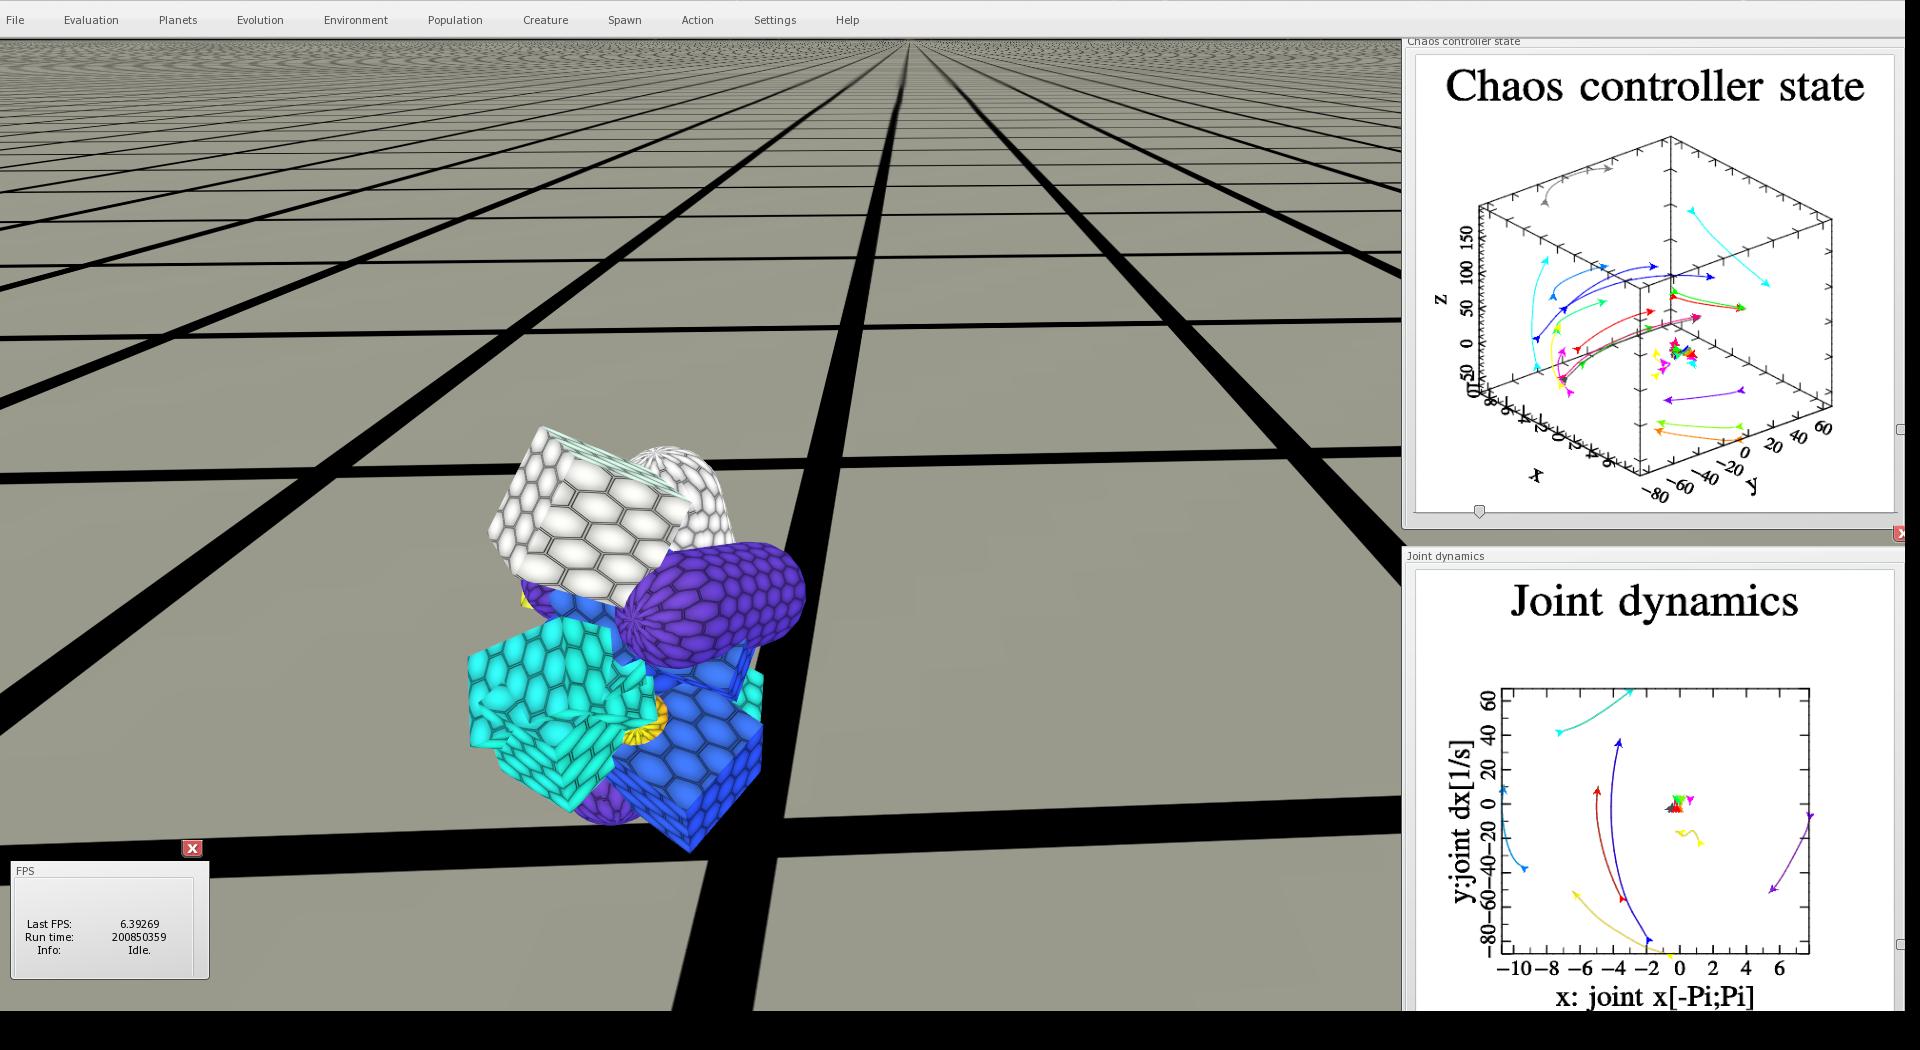 File Evaluation Planets Evolution Environment Population Creature Spawn Action Settings Help
Chaos controller state
Chaos controller state
z
150
100
50
0
-50
x
-80 -60 -40 -20 0 20 40 60
y
x
Joint dynamics
Joint dynamics
y:joint dx[1/s]
60
40
20
0
-20
-40
-60
-80
-10 -8 -6 -4 -2 0 2 4 6
x: joint x[-Pi;Pi]
x
FPS
Last FPS: 6.39269
Run time: 200850359
Info: Idle.